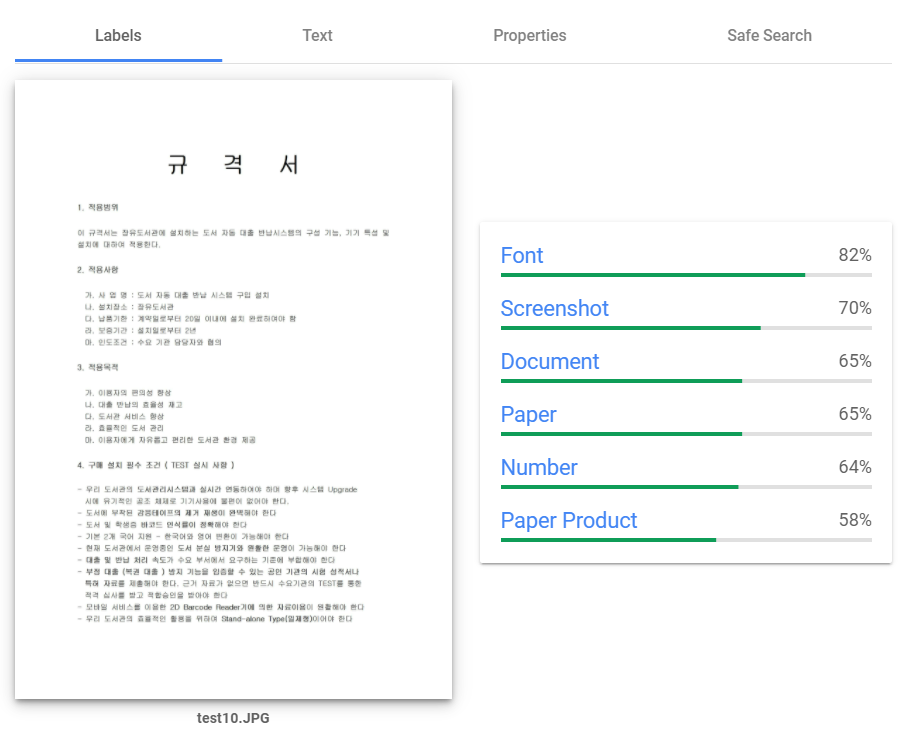 Labels
Text
Properties
Safe Search
규 격 서
1. 적용범위
이 규격서는 장유도서관에 설치하는 도서 자동 대출 반납시스템의 구성 기능, 기기 특성 및
설치에 대하여 적용한다.
2. 적용사항
가. 사 업 명 : 도서 자동 대출 반납 시스템 구입 설치
나. 설치장소 : 장유도서관
다. 납품기한 : 계약일로부터 20일 이내에 설치 완료하여야 함
라. 보증기간 : 설치일로부터 2년
마. 인도조건 : 수요 기관 담당자와 협의
3. 적용목적
가. 이용자의 편의성 향상
나. 대출 반납의 효율성 제고
다. 도서관 서비스 향상
라. 효율적인 도서 관리
마. 이용자에게 자유롭고 편리한 도서관 환경 제공
4. 구매 설치 필수 조건 ( TEST 실시 사항 )
- 우리 도서관의 도서관리시스템과 실시간 연동하여야 하며 향후 시스템 Upgrade
시에 유기적인 공조 체제로 기기사용에 불편이 없어야 한다.
- 도서에 부착된 감응테이프의 제거 재생이 완벽해야 한다
- 도서 및 학생증 바코드 인식률이 정확해야 한다
- 기본 2개 국어 지원 - 한국어와 영어 변환이 가능해야 한다
- 현재 도서관에서 운영중인 도서 분실 방지기와 원활한 운영이 가능해야 한다
- 대출 및 반납 처리 속도가 수요 부서에서 요구하는 기준에 부합해야 한다
- 부정 대출 (복권 대출 ) 방지 기능을 입증할 수 있는 공인 기관의 시험 성적서나
특허 자료를 제출해야 한다. 근거 자료가 없으면 반드시 수요기관의 TEST를 통한
적격 심사를 받고 적합승인을 받아야 한다
- 모바일 서비스를 이용한 2D Barcode Reader기에 의한 자료이용이 원활해야 한다
- 우리 도서관의 효율적인 활용을 위하여 Stand-alone Type(일체형)이어야 한다
test10.JPG
Font 82%
Screenshot 70%
Document 65%
Paper 65%
Number 64%
Paper Product 58%